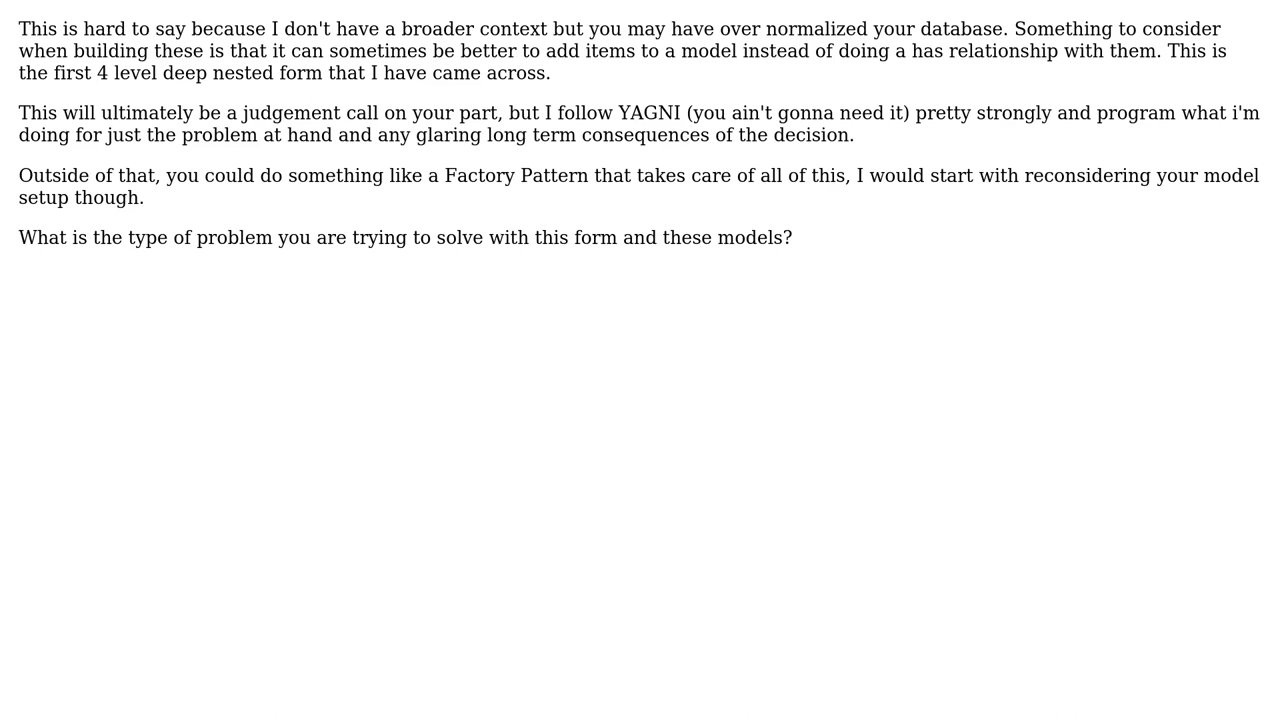 This is hard to say because I don't have a broader context but you may have over normalized your database. Something to consider
when building these is that it can sometimes be better to add items to a model instead of doing a has relationship with them. This is
the first 4 level deep nested form that I have came across.
This will ultimately be a judgement call on your part, but I follow YAGNI (you ain't gonna need it) pretty strongly and program what i'm
doing for just the problem at hand and any glaring long term consequences of the decision.
Outside of that, you could do something like a Factory Pattern that takes care of all of this, I would start with reconsidering your model
setup though.
What is the type of problem you are trying to solve with this form and these models?